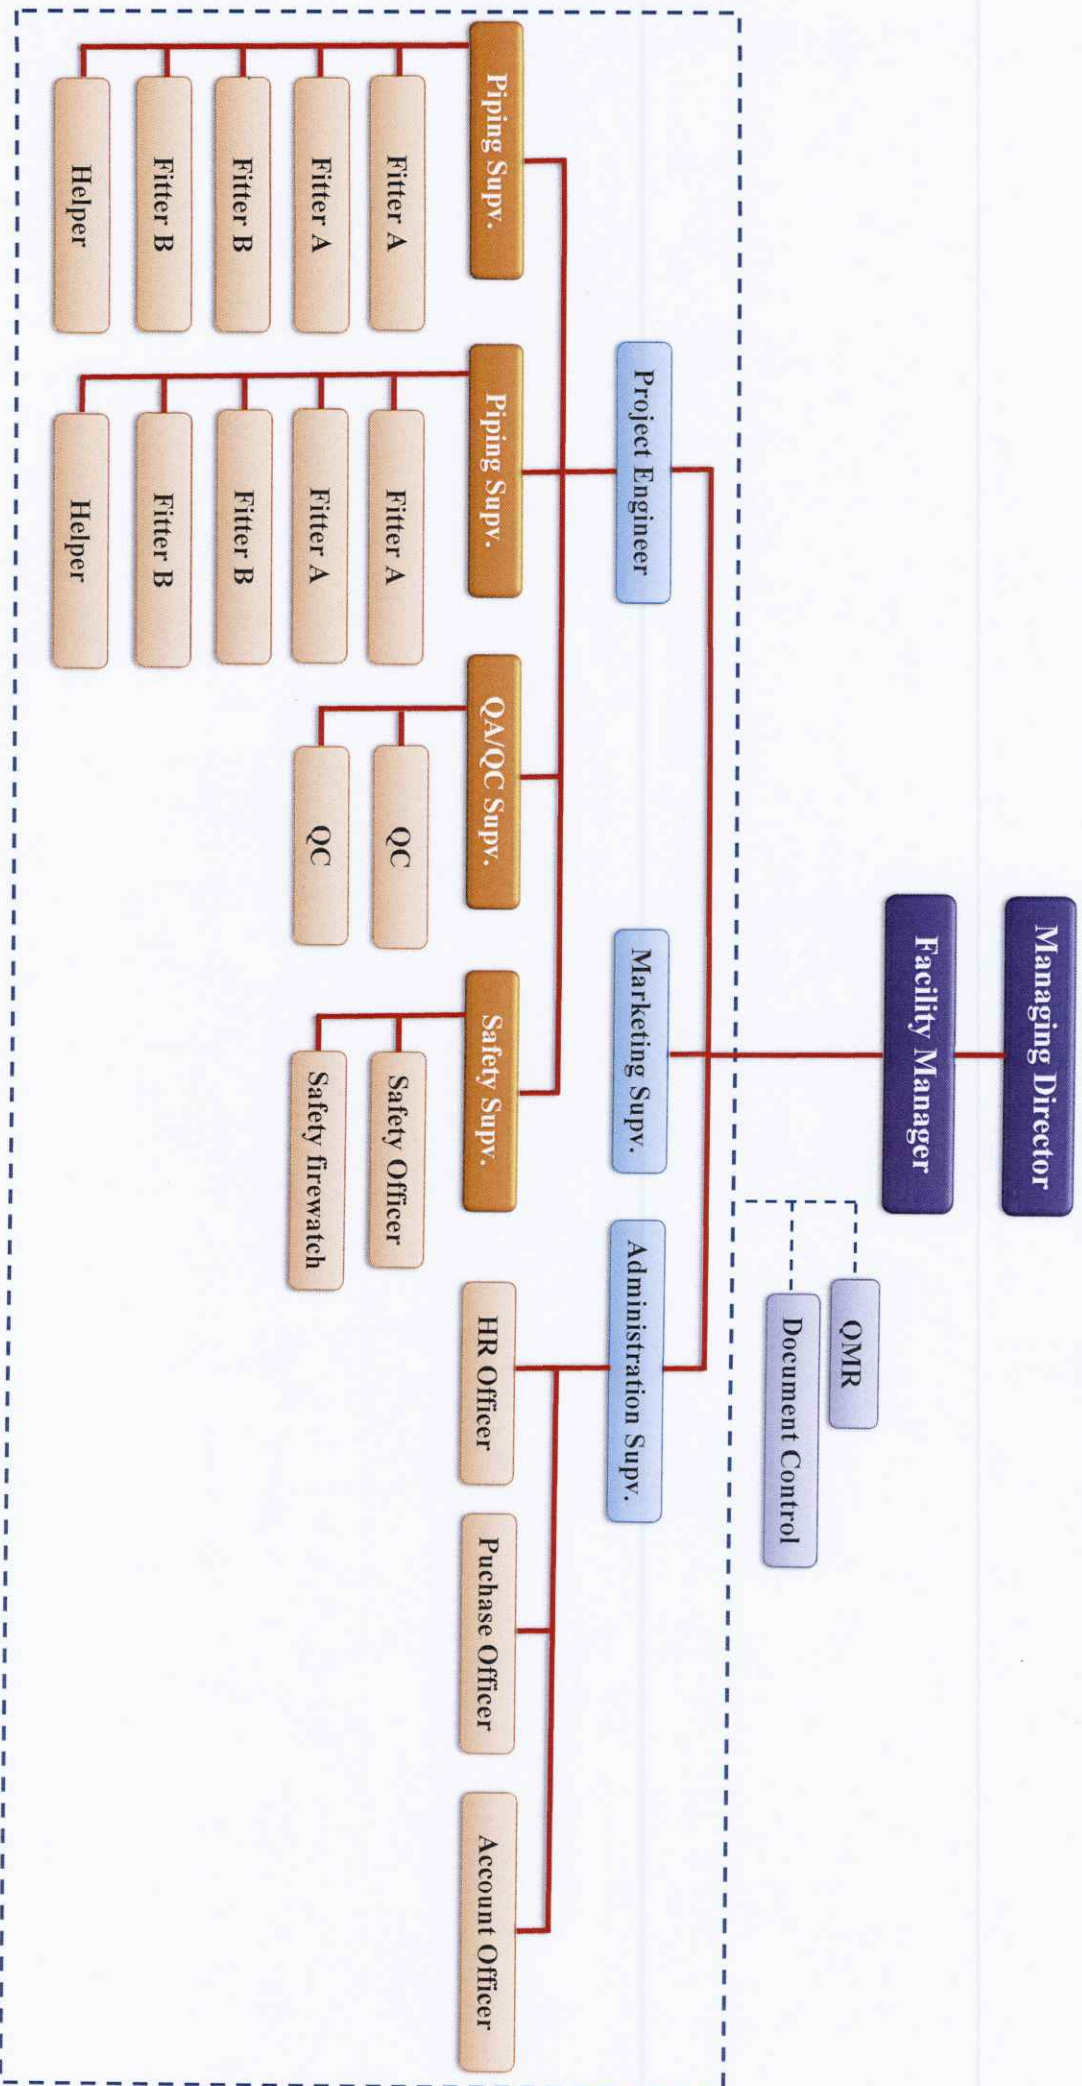 Managing Director
Facility Manager
QMR
Document Control
Project Engineer
Marketing Supv.
Administration Supv.
Piping Supv.
Piping Supv.
QA/QC Supv.
Safety Supv.
HR Officer
Puchase Officer
Account Officer
Fitter A
Fitter A
Fitter B
Fitter B
Helper
Fitter A
Fitter A
Fitter B
Fitter B
Helper
QC
QC
Safety Officer
Safety firewatch